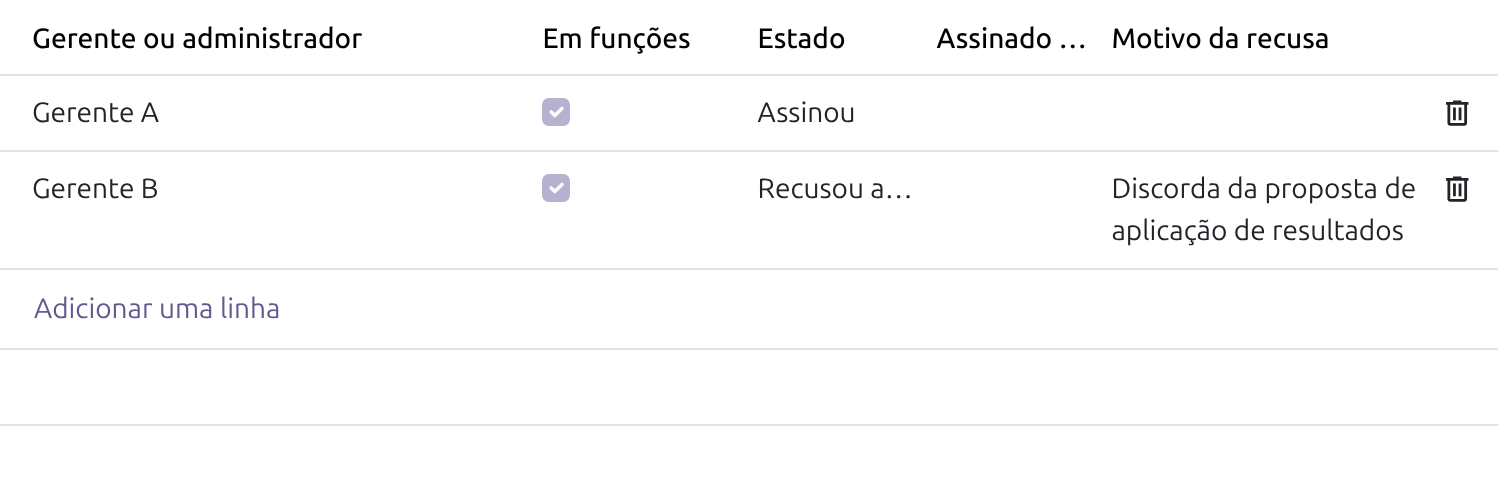 Gerente ou administrador Em funções Estado Assinado ... Motivo da recusa
Gerente A Assinou
Gerente B Recusou a... Discorda da proposta de
aplicação de resultados
Adicionar uma linha